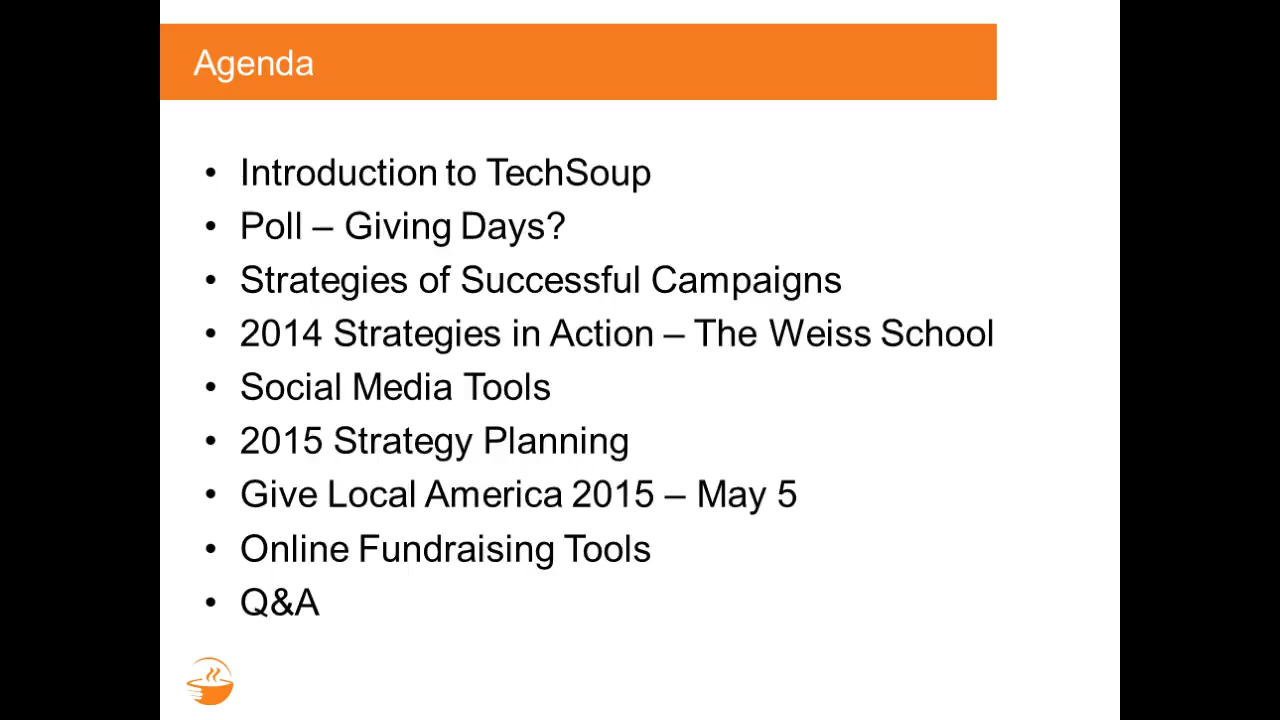 Agenda
• Introduction to TechSoup
• Poll – Giving Days?
• Strategies of Successful Campaigns
• 2014 Strategies in Action – The Weiss School
• Social Media Tools
• 2015 Strategy Planning
• Give Local America 2015 – May 5
• Online Fundraising Tools
• Q&A